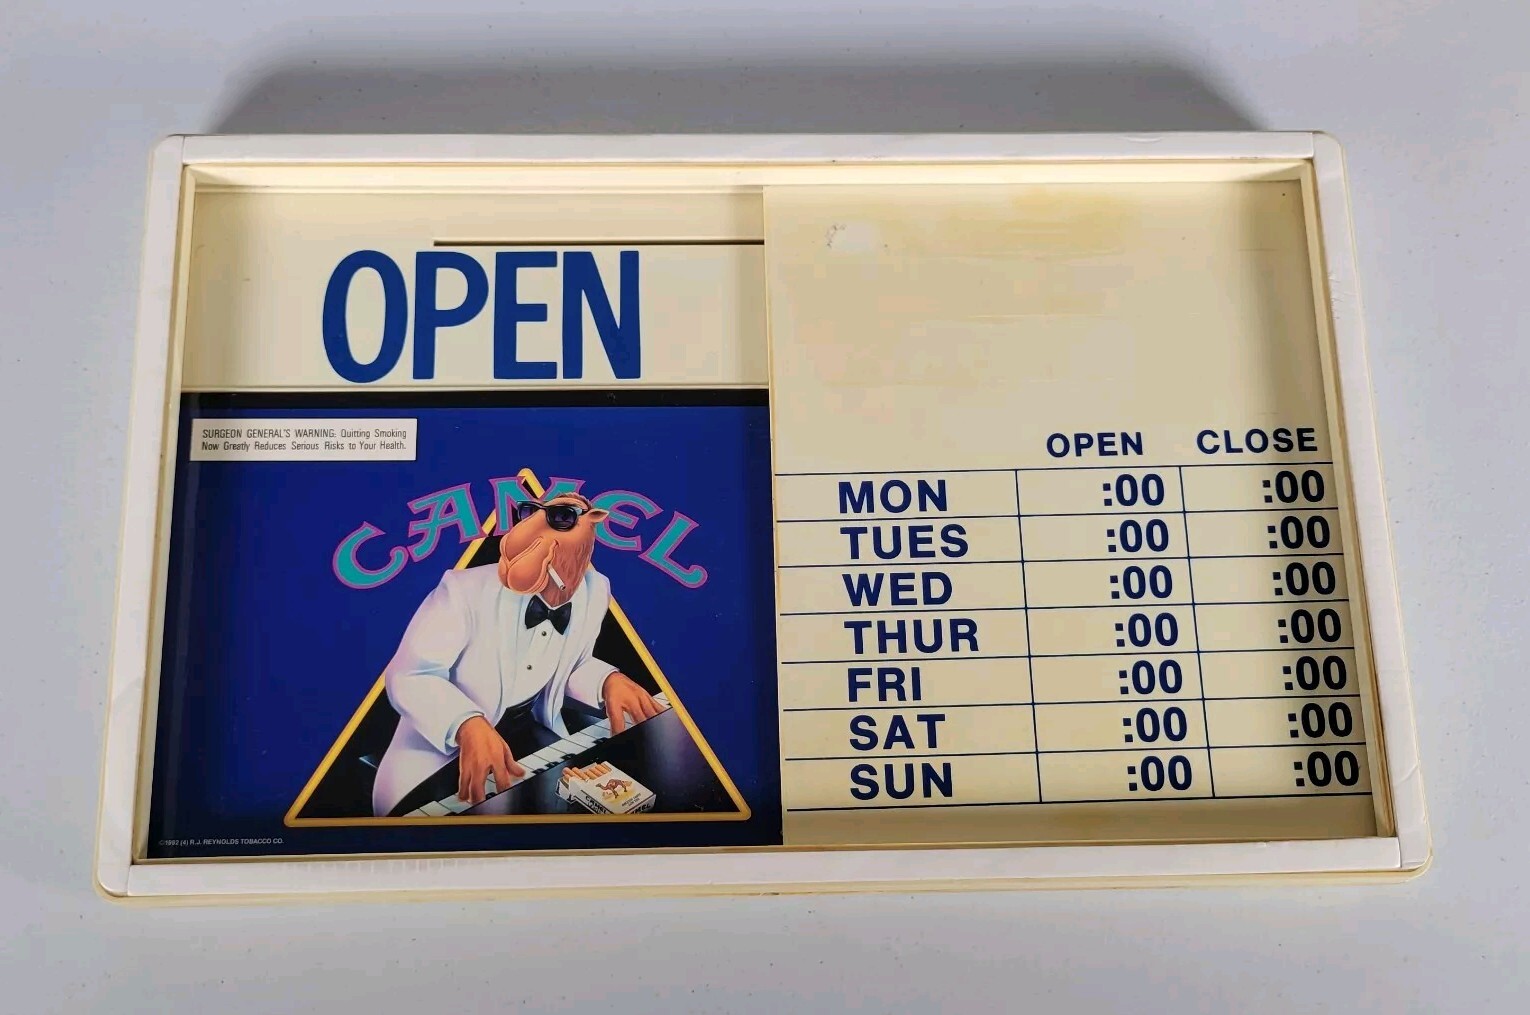 OPEN
SURGEON GENERAL'S WARNING: Quitting Smoking
Now Greatly Reduces Serious Risks to Your Health.
CAMEL
©1992 (4) R.J. REYNOLDS TOBACCO CO.
OPEN CLOSE
MON :00 :00
TUES :00 :00
WED :00 :00
THUR :00 :00
FRI :00 :00
SAT :00 :00
SUN :00 :00